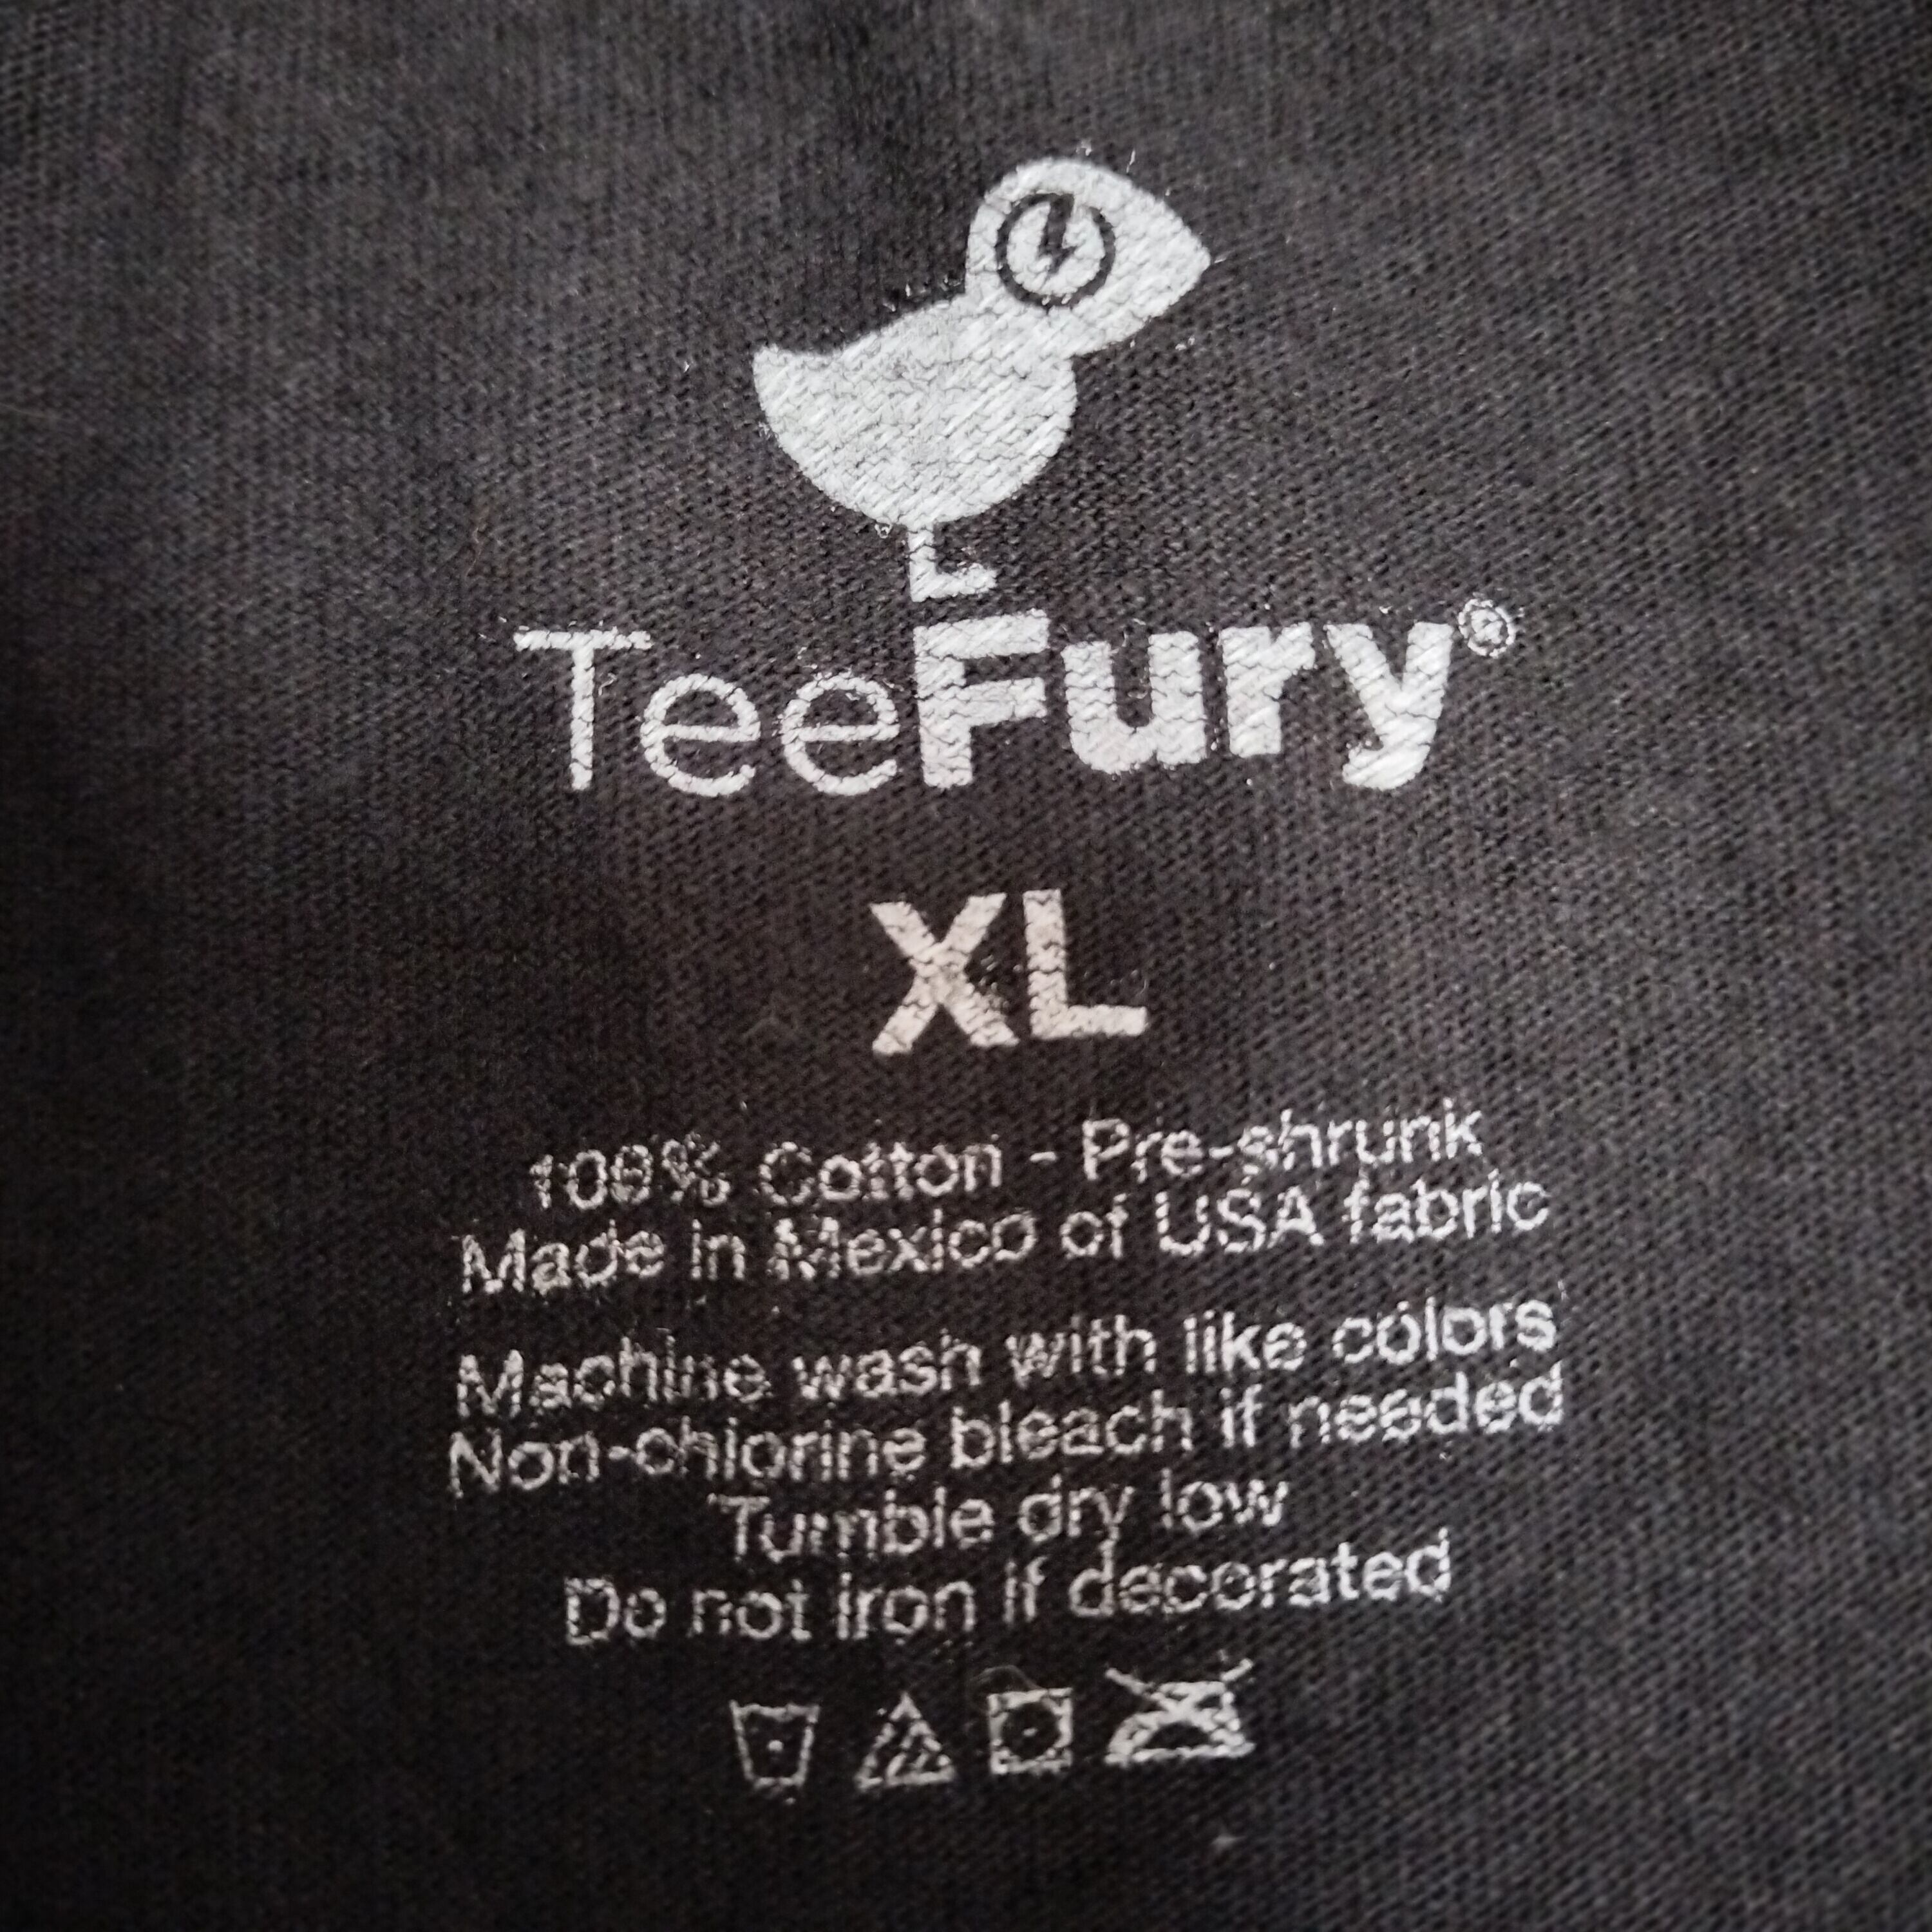 TeeFury®
XL
100% Cotton - Pre-shrunk
Made in Mexico of USA fabric
Machine wash with like colors
Non-chlorine bleach if needed
Tumble dry low
Do not iron if decorated